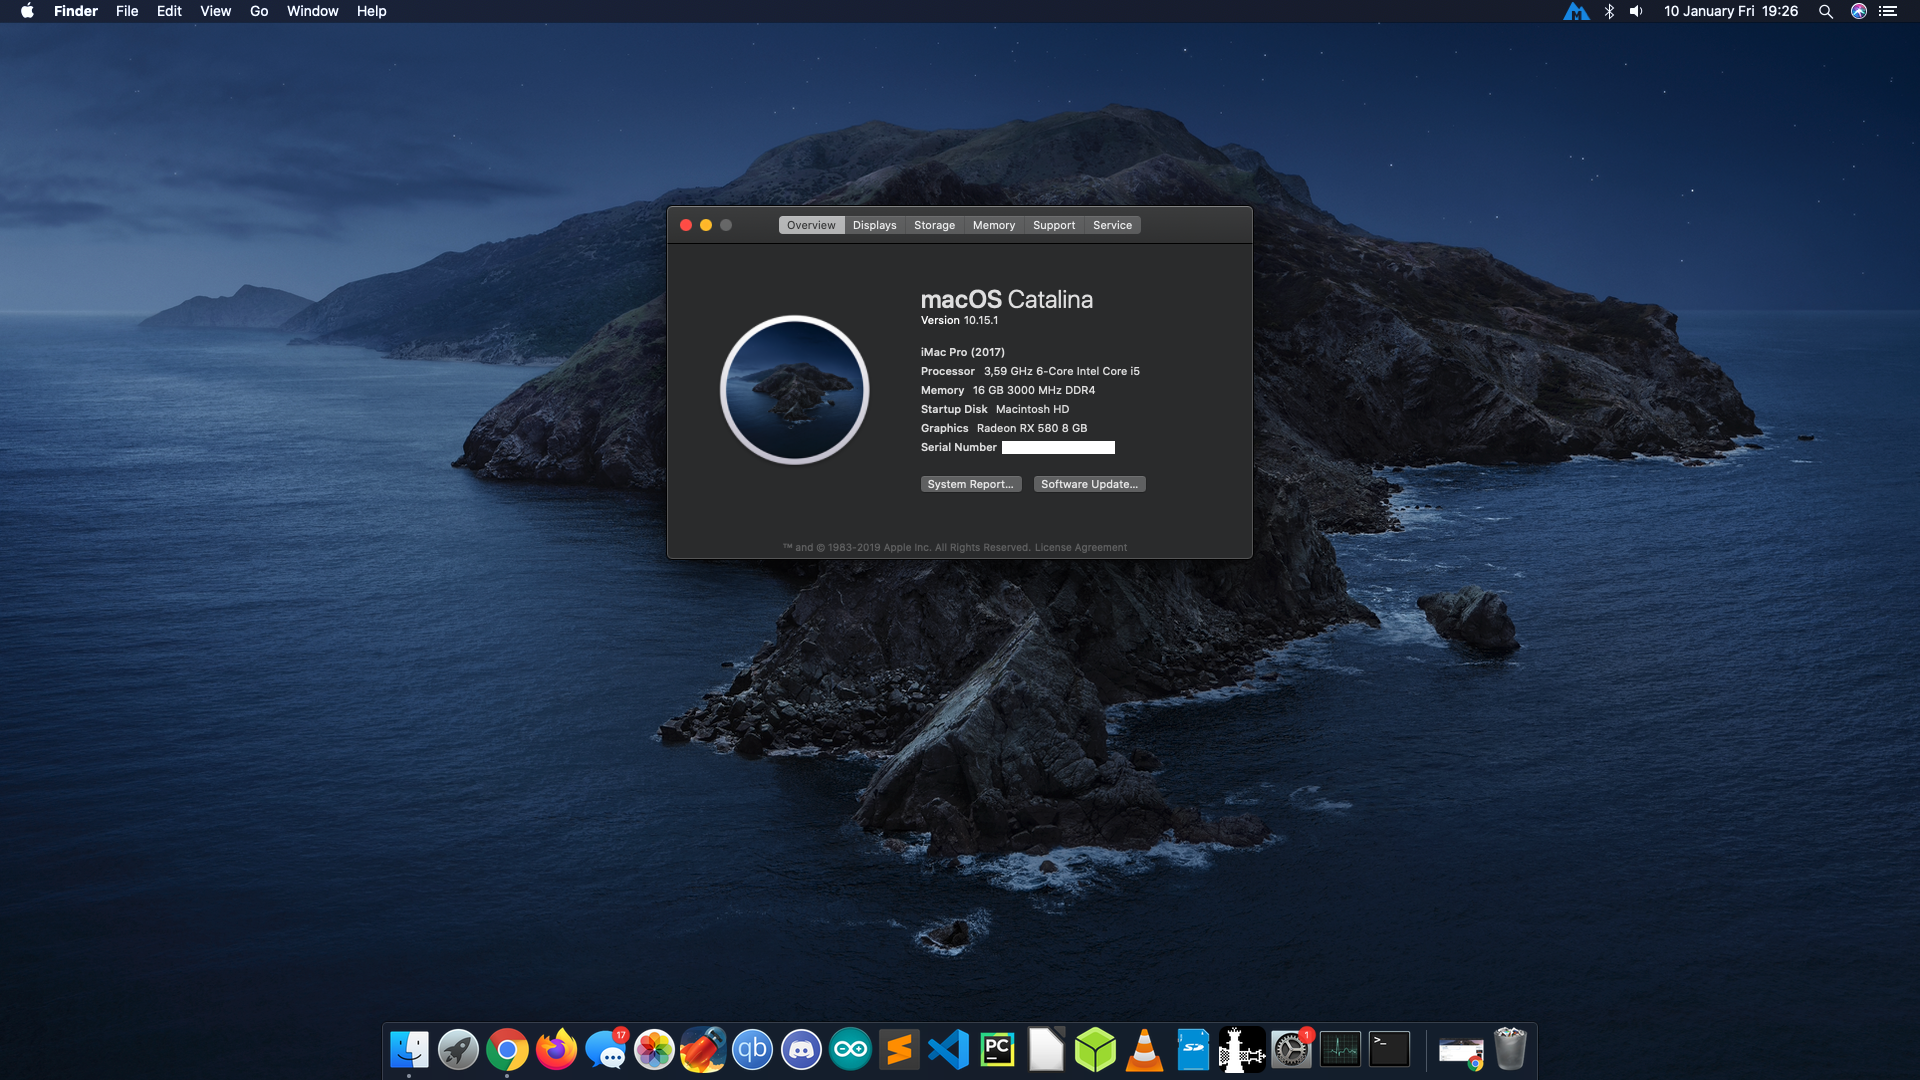 Finder File Edit View Go Window Help 10 January Fri 19:26
Overview Displays Storage Memory Support Service
macOS Catalina
Version 10.15.1
iMac Pro (2017)
Processor 3,59 GHz 6-Core Intel Core i5
Memory 16 GB 3000 MHz DDR4
Startup Disk Macintosh HD
Graphics Radeon RX 580 8 GB
Serial Number
System Report... Software Update...
™ and © 1983-2019 Apple Inc. All Rights Reserved. License Agreement
17 qb PC SD 1 >_